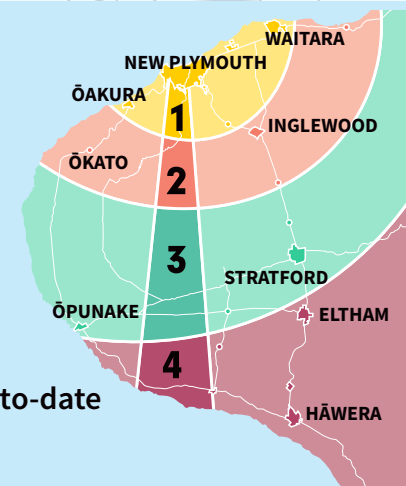 WAITARA
NEW PLYMOUTH
ŌAKURA
1
INGLEWOOD
ŌKATO
2
3
STRATFORD
ŌPUNAKE
ELTHAM
4
to-date
HĀWERA